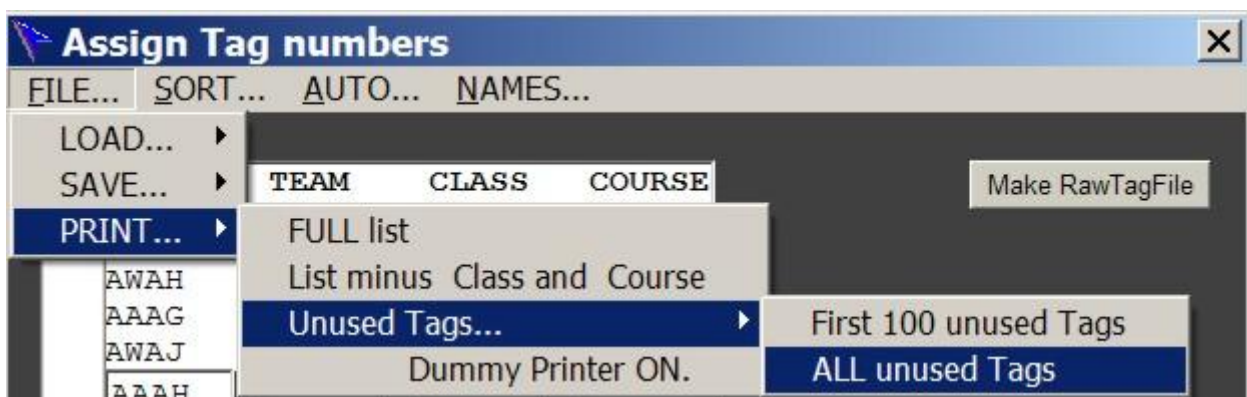 Assign Tag numbers
FILE... SORT... AUTO... NAMES...
LOAD...
SAVE... TEAM CLASS COURSE Make RawTagFile
PRINT... FULL list
AWAH List minus Class and Course
AAAG Unused Tags... First 100 unused Tags
AWAJ Dummy Printer ON. ALL unused Tags
AAAH